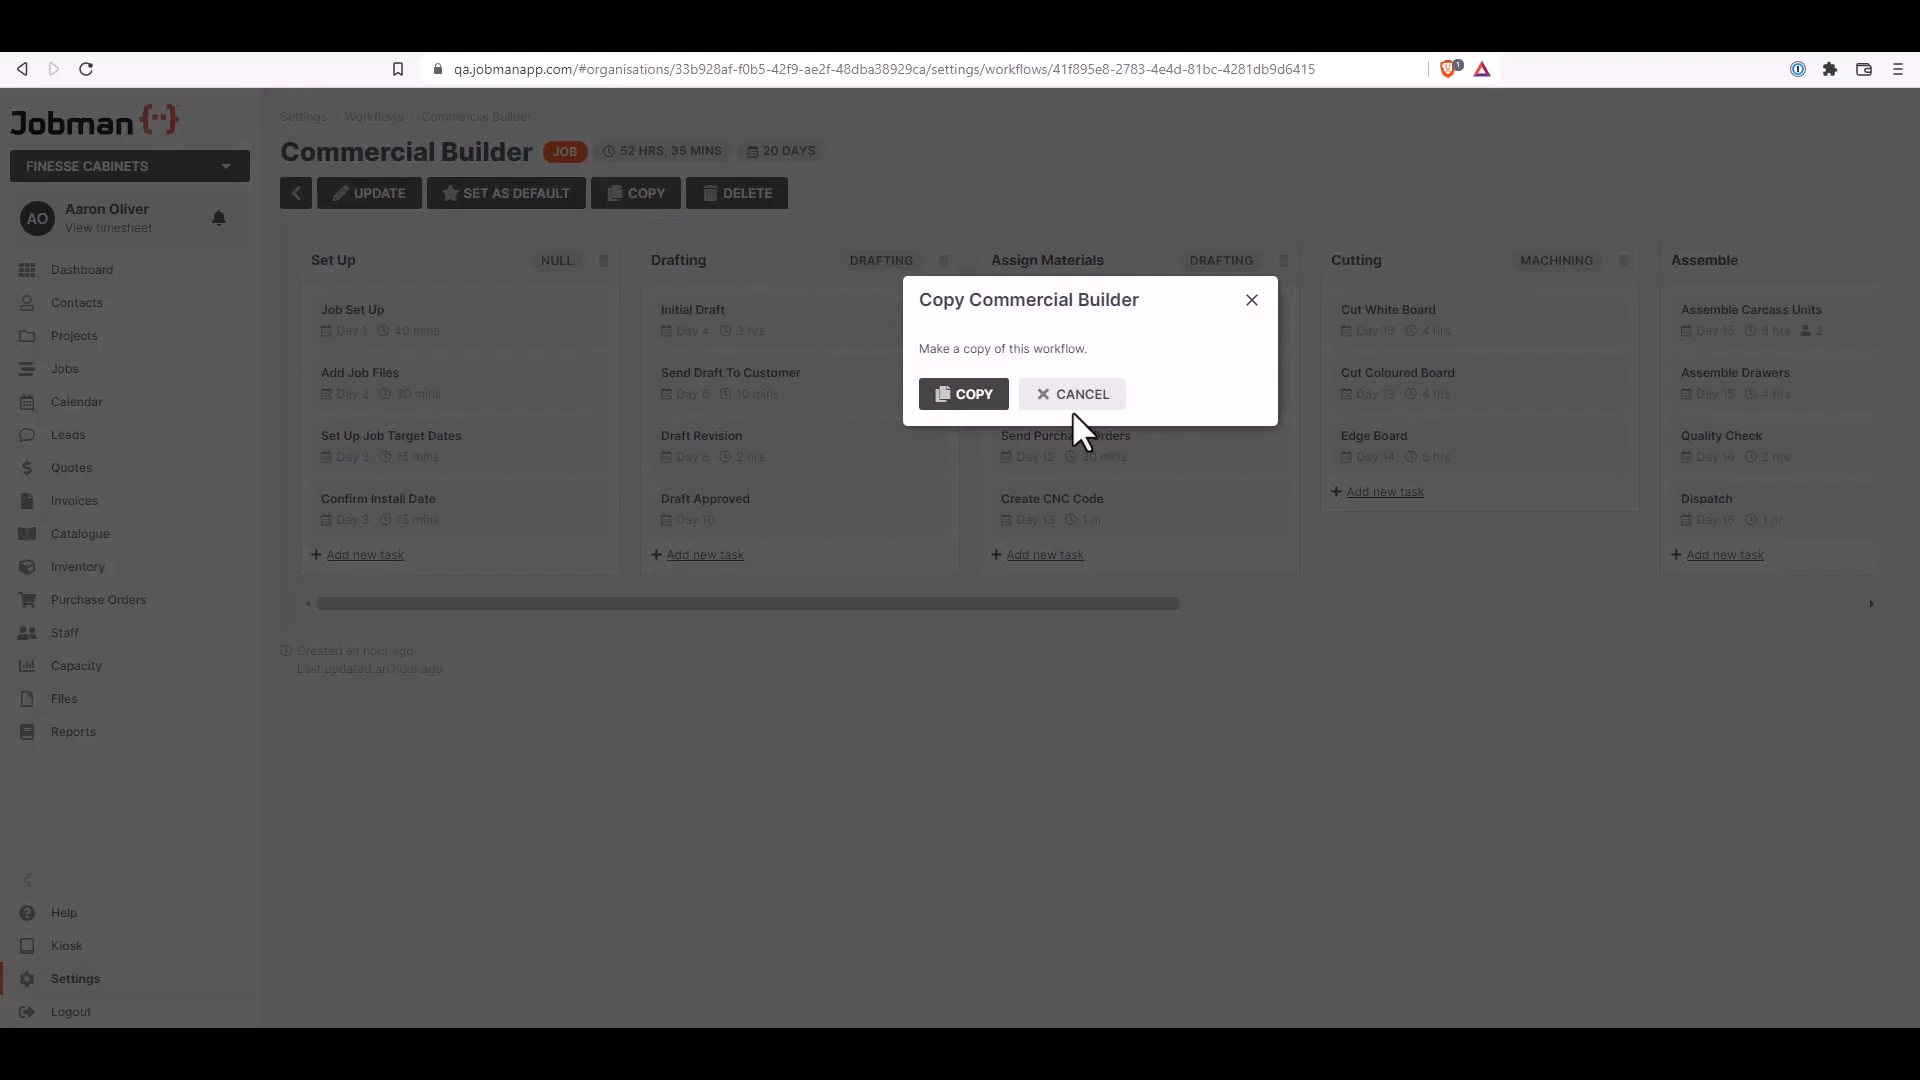 qa.jobmanapp.com/#organisations/33b928af-f0b5-42f9-ae2f-48dba38929ca/settings/workflows/41f895e8-2783-4e4d-81bc-4281db9d6415
1
Jobman {··}
FINESSE CABINETS
AO
Aaron Oliver
View timesheet
Dashboard
Contacts
Projects
Jobs
Calendar
Leads
Quotes
Invoices
Catalogue
Inventory
Purchase Orders
Staff
Capacity
Files
Reports
Help
Kiosk
Settings
Logout
Settings / Workflows / Commercial Builder
Commercial Builder JOB 52 HRS, 35 MINS 20 DAYS
UPDATE SET AS DEFAULT COPY DELETE
Set Up NULL
Job Set Up
Day 1 40 mins
Add Job Files
Day 2 30 mins
Set Up Job Target Dates
Day 3 15 mins
Confirm Install Date
Day 3 15 mins
+ Add new task
Drafting DRAFTING
Initial Draft
Day 4 3 hrs
Send Draft To Customer
Day 6 10 mins
Draft Revision
Day 8 2 hrs
Draft Approved
Day 10
+ Add new task
Assign Materials DRAFTING
Copy Commercial Builder
Make a copy of this workflow.
COPY CANCEL
Send Purchase Orders
Day 12 30 mins
Create CNC Code
Day 13 1 hr
+ Add new task
Cutting MACHINING
Cut White Board
Day 13 4 hrs
Cut Coloured Board
Day 13 4 hrs
Edge Board
Day 14 6 hrs
+ Add new task
Assemble
Assemble Carcass Units
Day 15 8 hrs 2
Assemble Drawers
Day 15 4 hrs
Quality Check
Day 16 2 hrs
Dispatch
Day 16 1 hr
+ Add new task
Created an hour ago
Last updated an hour ago